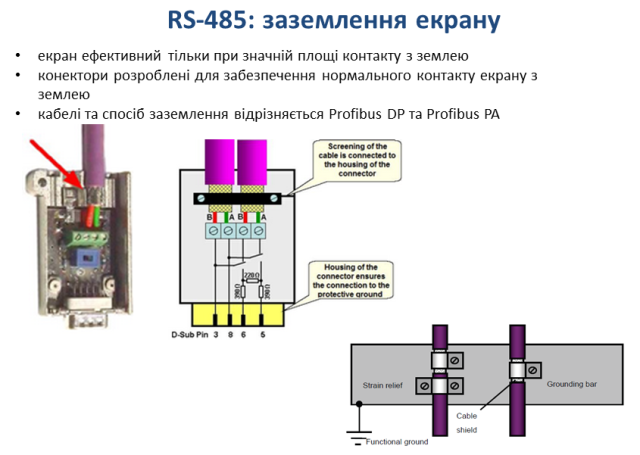 RS-485: заземлення екрану
• екран ефективний тільки при значній площі контакту з землею
• конектори розроблені для забезпечення нормального контакту екрану з
землею
• кабелі та спосіб заземлення відрізняється Profibus DP та Profibus PA
Screening of the
cable is connected to
the housing of the
connector
B A B A
220Ω
390Ω 390Ω
Housing of the
connector ensures
the connection to the
protective ground
D-Sub Pin 3 8 6 5
Strain relief
Grounding bar
Cable
shield
Functional ground